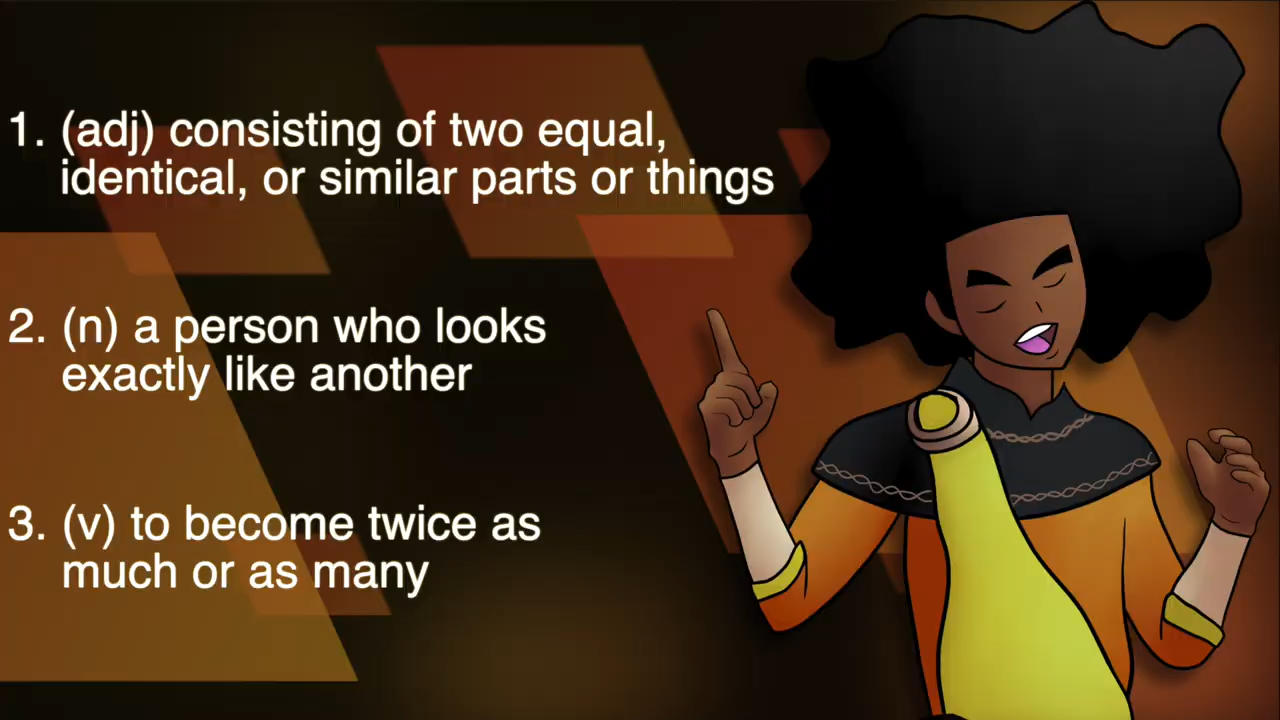 1. (adj) consisting of two equal,
identical, or similar parts or things
2. (n) a person who looks
exactly like another
3. (v) to become twice as
much or as many